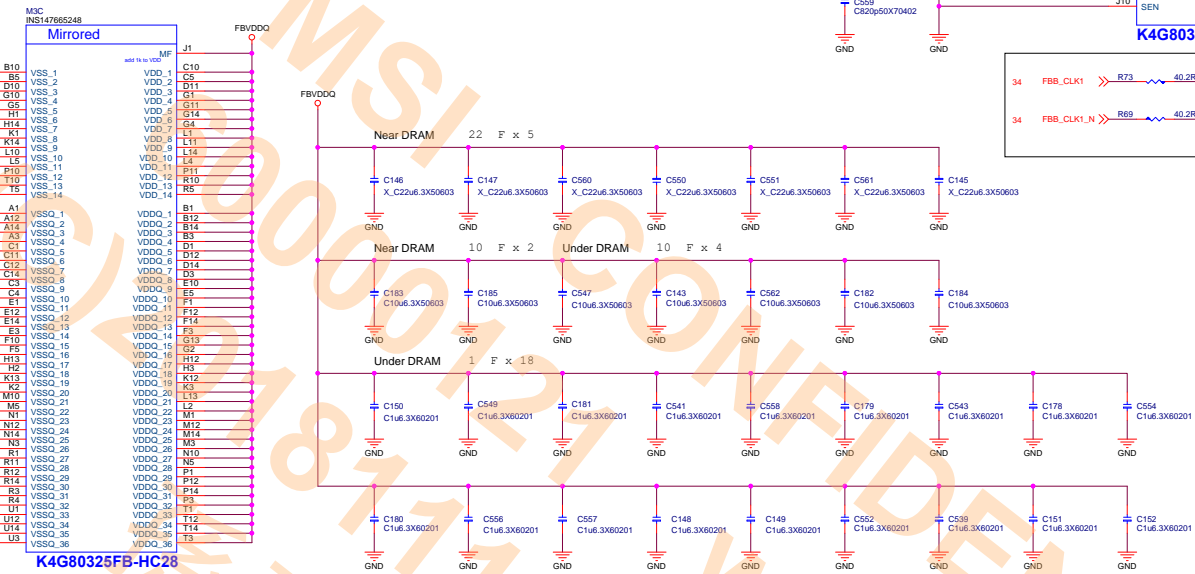 M3C
INS147665248
Mirrored
FBVDDQ
C559
C820p50X70402
GND
GND
J10 SEN
K4G803
J1 MF
add 1k to VDD
B10 VSS_1 VDD_1 C10
B5 VSS_2 VDD_2 C5
D10 VSS_3 VDD_3 D11
G10 VSS_4 VDD_4 G1
G5 VSS_5 VDD_5 G11
H1 VSS_6 VDD_6 G14
H14 VSS_7 VDD_7 G4
K1 VSS_8 VDD_8 L1
K14 VSS_9 VDD_9 L11
L10 VSS_10 VDD_10 L14
L5 VSS_11 VDD_11 L4
P10 VSS_12 VDD_12 P11
T10 VSS_13 VDD_13 R10
T5 VSS_14 VDD_14 R5
A1 VSSQ_1 VDDQ_1 B1
A12 VSSQ_2 VDDQ_2 B12
A14 VSSQ_3 VDDQ_3 B14
A3 VSSQ_4 VDDQ_4 B3
C1 VSSQ_5 VDDQ_5 D1
C11 VSSQ_6 VDDQ_6 D12
C12 VSSQ_7 VDDQ_7 D14
C14 VSSQ_8 VDDQ_8 D3
C3 VSSQ_9 VDDQ_9 E10
C4 VSSQ_10 VDDQ_10 E5
E1 VSSQ_11 VDDQ_11 F1
E12 VSSQ_12 VDDQ_12 F12
E14 VSSQ_13 VDDQ_13 F14
E3 VSSQ_14 VDDQ_14 F3
F10 VSSQ_15 VDDQ_15 G13
F5 VSSQ_16 VDDQ_16 G2
H13 VSSQ_17 VDDQ_17 H12
H2 VSSQ_18 VDDQ_18 H3
K13 VSSQ_19 VDDQ_19 K12
K2 VSSQ_20 VDDQ_20 K3
M10 VSSQ_21 VDDQ_21 L13
M5 VSSQ_22 VDDQ_22 L2
N1 VSSQ_23 VDDQ_23 M1
N12 VSSQ_24 VDDQ_24 M12
N14 VSSQ_25 VDDQ_25 M14
N3 VSSQ_26 VDDQ_26 M3
R1 VSSQ_27 VDDQ_27 N10
R11 VSSQ_28 VDDQ_28 N5
R12 VSSQ_29 VDDQ_29 P1
R14 VSSQ_30 VDDQ_30 P12
R3 VSSQ_31 VDDQ_31 P14
R4 VSSQ_32 VDDQ_32 P3
U1 VSSQ_33 VDDQ_33 T1
U12 VSSQ_34 VDDQ_34 T12
U14 VSSQ_35 VDDQ_35 T14
U3 VSSQ_36 VDDQ_36 T3
K4G80325FB-HC28
34 FBB_CLK1 R73 40.2R
34 FBB_CLK1_N R69 40.2R
FBVDDQ
Near DRAM 22 F x 5
C146 C147 C560 C550 C551 C561 C145
X_C22u6.3X50603 X_C22u6.3X50603 X_C22u6.3X50603 X_C22u6.3X50603 X_C22u6.3X50603 X_C22u6.3X50603 X_C22u6.3X50603
GND GND GND GND GND GND GND
Near DRAM 10 F x 2 Under DRAM 10 F x 4
C183 C185 C547 C143 C562 C182 C184
C10u6.3X50603 C10u6.3X50603 C10u6.3X50603 C10u6.3X50603 C10u6.3X50603 C10u6.3X50603 C10u6.3X50603
GND GND GND GND GND GND GND
Under DRAM 1 F x 18
C150 C549 C181 C541 C558 C179 C543 C178 C554
C1u6.3X60201 C1u6.3X60201 C1u6.3X60201 C1u6.3X60201 C1u6.3X60201 C1u6.3X60201 C1u6.3X60201 C1u6.3X60201 C1u6.3X60201
GND GND GND GND GND GND GND GND GND
C180 C556 C557 C148 C149 C552 C539 C151 C152
C1u6.3X60201 C1u6.3X60201 C1u6.3X60201 C1u6.3X60201 C1u6.3X60201 C1u6.3X60201 C1u6.3X60201 C1u6.3X60201 C1u6.3X60201
GND GND GND GND GND GND GND GND GND
MSI CONFIDEN